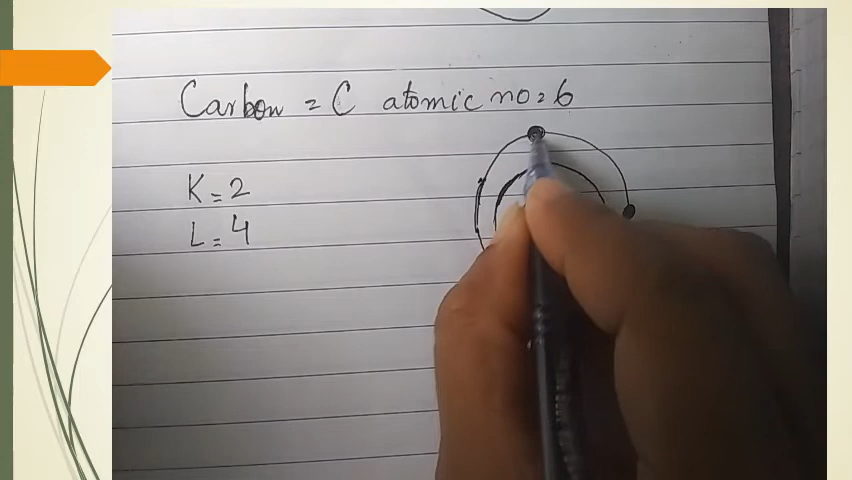 Carbon = C atomic no = 6
K = 2
L = 4